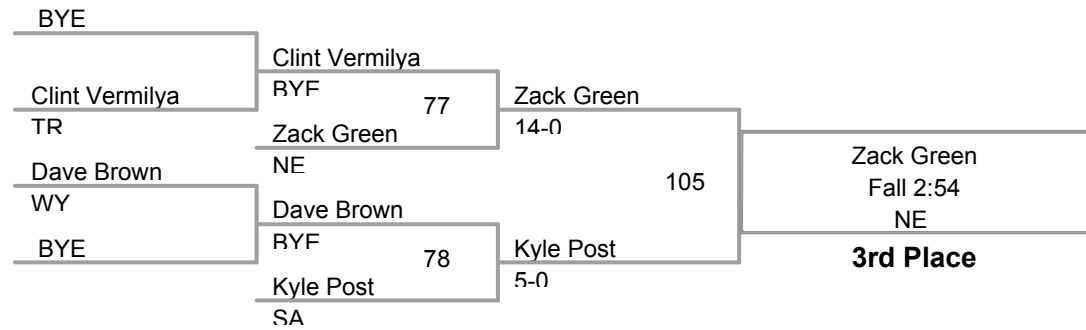 BYE
Clint Vermilya
TR
Dave Brown
WY
BYE
Clint Vermilya
BYE
77
Zack Green
NE
Dave Brown
BYE
78
Kyle Post
SA
Zack Green
14-0
105
Kyle Post
5-0
Zack Green
Fall 2:54
NE
3rd Place